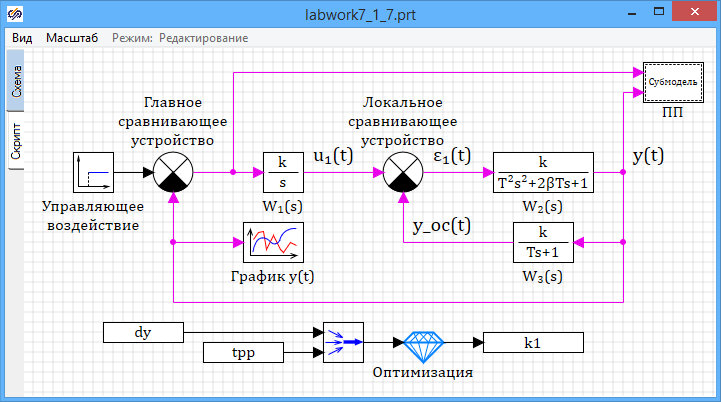 labwork7_1_7.prt
Вид Масштаб Режим: Редактирование
Схема
Скрипт
Субмодель
ПП
Главное
сравнивающее
устройство
Локальное
сравнивающее
устройство
Управляющее
воздействие
k
s
W₁(s)
u₁(t)
ε₁(t)
k
T²s²+2βTs+1
W₂(s)
y(t)
y_oc(t)
k
Ts+1
W₃(s)
График y(t)
dy
tpp
Оптимизация
k1